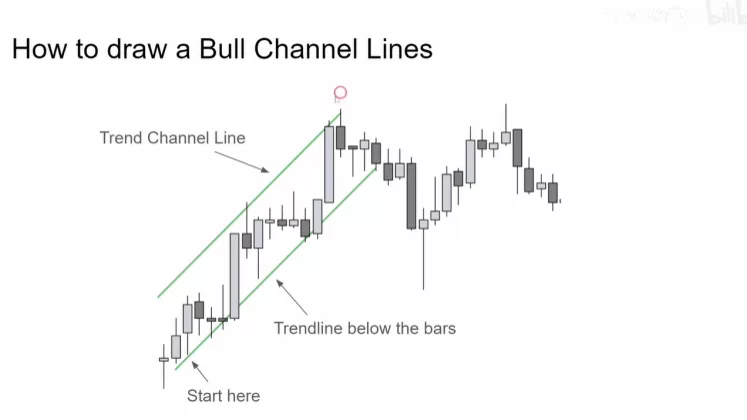 How to draw a Bull Channel Lines
Trend Channel Line
Trendline below the bars
Start here